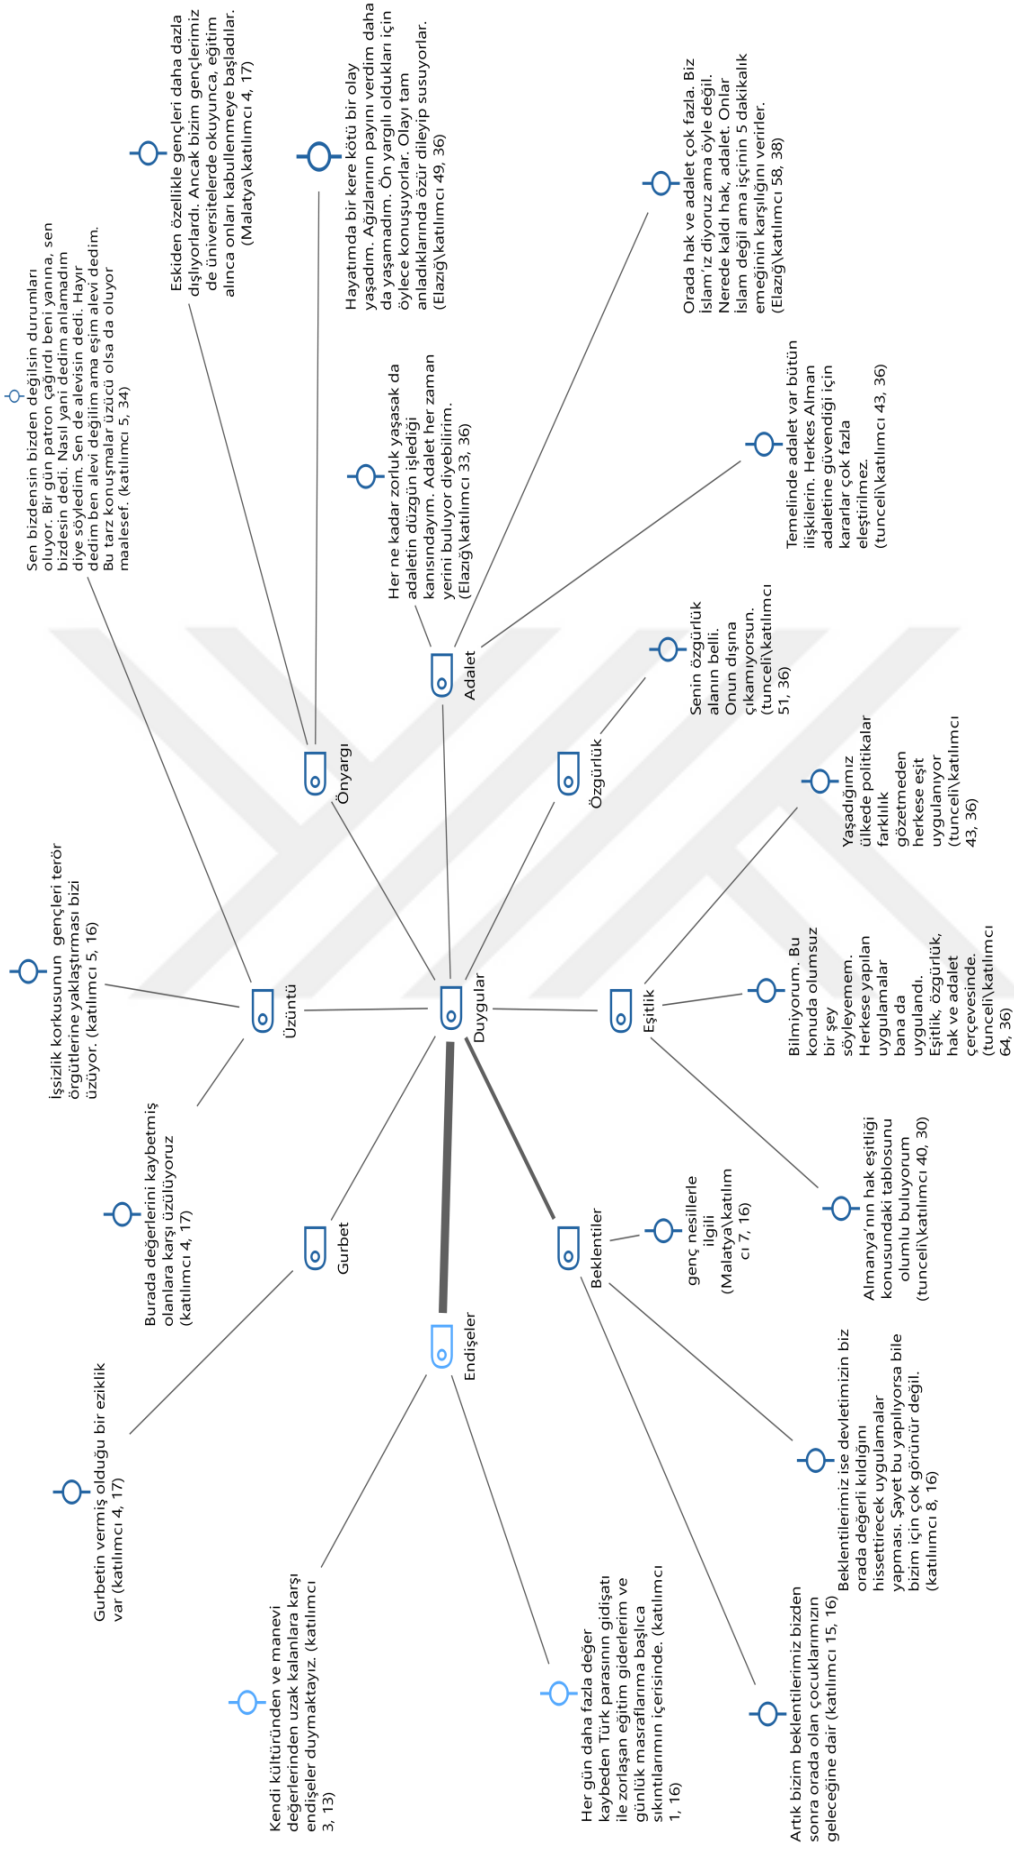 Kendi kültüründen ve manevi
değerlerinden uzak kalanlara karşı
endişeler duymaktayız. (katılımcı
3, 13)
Gurbetin vermiş olduğu bir eziklik
var (katılımcı 4, 17)
Burada değerlerini kaybetmiş
olanlara karşı üzülüyoruz
(katılımcı 4, 17)
İşsizlik korkusunun  gençleri terör
örgütlerine yaklaştırması bizi
üzüyor. (katılımcı 5, 16)
Sen bizdensin bizden değilsin durumları
oluyor. Bir gün patron çağırdı beni yanına, sen
bizdesin dedi. Nasıl yani dedim anlamadım
diye söyledim. Sen de alevisin dedi. Hayır
dedim ben alevi değilim ama eşim alevi dedim.
Bu tarz konuşmalar üzücü olsa da oluyor
maalesef. (katılımcı 5, 34)
Eskiden özellikle gençleri daha dazla
dışlıyorlardı. Ancak bizim gençlerimiz
de üniversitelerde okuyunca, eğitim
alınca onları kabullenmeye başladılar.
(Malatya\katılımcı 4, 17)
Hayatımda bir kere kötü bir olay
yaşadım. Ağızlarının payını verdim daha
da yaşamadım. Ön yargılı oldukları için
öylece konuşuyorlar. Olayı tam
anladıklarında özür dileyip susuyorlar.
(Elazığ\katılımcı 49, 36)
Üzüntü
Gurbet
Önyargı
Her ne kadar zorluk yaşasak da
adaletin düzgün işlediği
kanısındayım. Adalet her zaman
yerini buluyor diyebilirim.
(Elazığ\katılımcı 33, 36)
Endişeler
Duygular
Adalet
Orada hak ve adalet çok fazla. Biz
İslam’ız diyoruz ama öyle değil.
Nerede kaldı hak, adalet. Onlar
İslam değil ama işçinin 5 dakikalık
emeğinin karşılığını verirler.
(Elazığ\katılımcı 58, 38)
Her gün daha fazla değer
kaybeden Türk parasının gidişatı
ile zorlaşan eğitim giderlerim ve
günlük masraflarıma başlıca
sıkıntılarımın içerisinde. (katılımcı
1, 16)
Beklentiler
Özgürlük
Eşitlik
genç nesillerle
ilgili
(Malatya\katılım
cı 7, 16)
Senin özgürlük
alanın belli.
Onun dışına
çıkamıyorsun.
(tunceli\katılımcı
51, 36)
Temelinde adalet var bütün
ilişkilerin. Herkes Alman
adaletine güvendiği için
kararlar çok fazla
eleştirilmez.
(tunceli\katılımcı 43, 36)
Artık bizim beklentilerimiz bizden
sonra orada olan çocuklarımızın
geleceğine dair (katılımcı 15, 16)
Beklentilerimiz ise devletimizin biz
orada değerli kıldığını
hissettirecek uygulamalar
yapması. Şayet bu yapılıyorsa bile
bizim için çok görünür değil.
(katılımcı 8, 16)
Almanya’nın hak eşitliği
konusundaki tablosunu
olumlu buluyorum
(tunceli\katılımcı 40, 30)
Bilmiyorum. Bu
konuda olumsuz
bir şey
söyleyemem.
Herkese yapılan
uygulamalar
bana da
uygulandı.
Eşitlik, özgürlük,
hak ve adalet
çerçevesinde.
(tunceli\katılımcı
64, 36)
Yaşadığımız
ülkede politikalar
farklılık
gözetmeden
herkese eşit
uygulanıyor
(tunceli\katılımcı
43, 36)